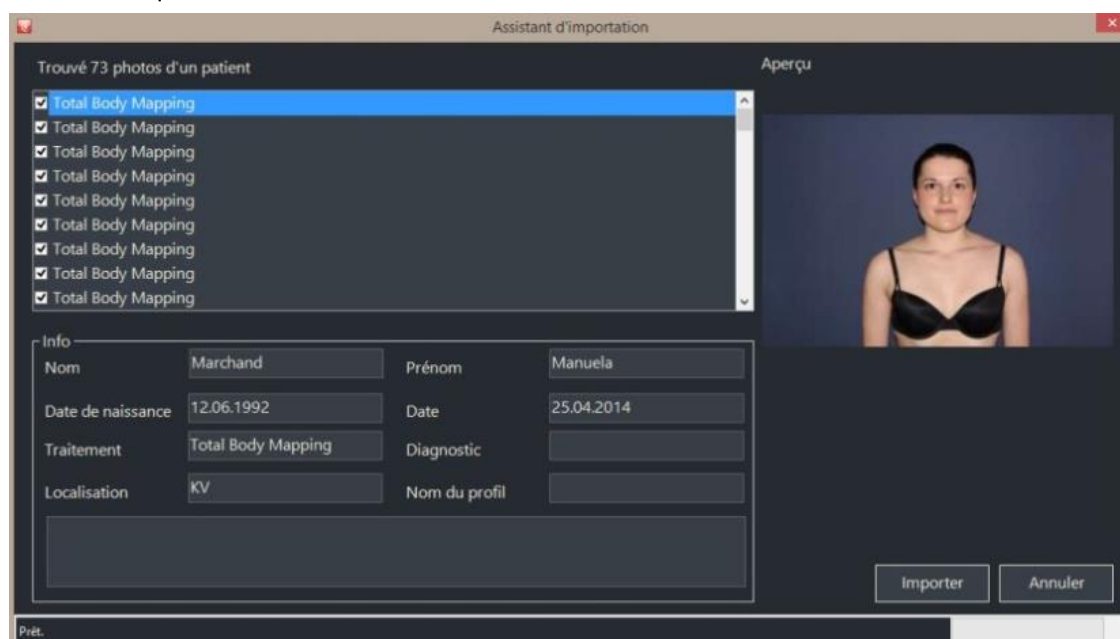 Assistant d'importation
Trouvé 73 photos d'un patient
Aperçu
Total Body Mapping
Total Body Mapping
Total Body Mapping
Total Body Mapping
Total Body Mapping
Total Body Mapping
Total Body Mapping
Total Body Mapping
Total Body Mapping
Info
Nom Marchand Prénom Manuela
Date de naissance 12.06.1992 Date 25.04.2014
Traitement Total Body Mapping Diagnostic
Localisation KV Nom du profil
Importer Annuler
Prêt.